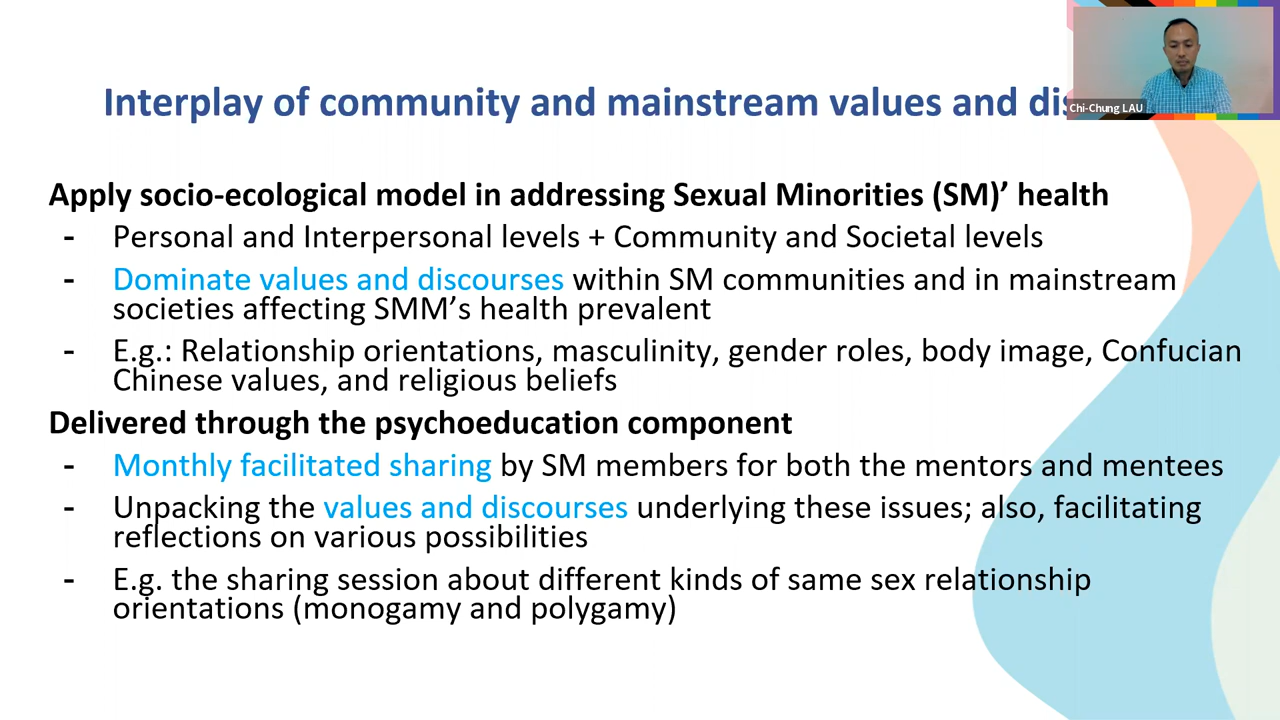 Interplay of community and mainstream values and
Chi-Chung LAU
Apply socio-ecological model in addressing Sexual Minorities (SM)’ health
- Personal and Interpersonal levels + Community and Societal levels
- Dominate values and discourses within SM communities and in mainstream
societies affecting SMM’s health prevalent
- E.g.: Relationship orientations, masculinity, gender roles, body image, Confucian
Chinese values, and religious beliefs
Delivered through the psychoeducation component
- Monthly facilitated sharing by SM members for both the mentors and mentees
- Unpacking the values and discourses underlying these issues; also, facilitating
reflections on various possibilities
- E.g. the sharing session about different kinds of same sex relationship
orientations (monogamy and polygamy)